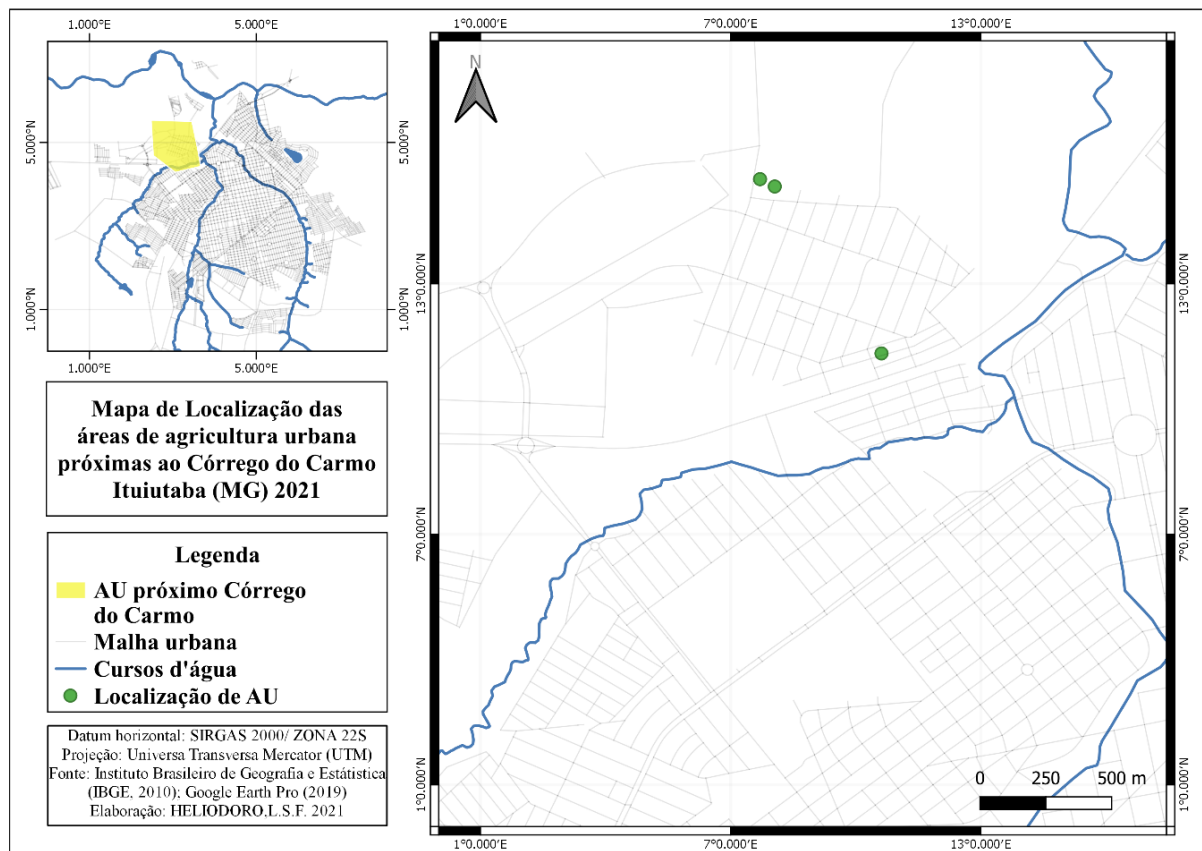 1.000°E 5.000°E
5.000°N 5.000°N
1.000°N 1.000°N
1.000°E 5.000°E
Mapa de Localização das
áreas de agricultura urbana
próximas ao Córrego do Carmo
Ituiutaba (MG) 2021
Legenda
AU próximo Córrego
do Carmo
Malha urbana
Cursos d'água
Localização de AU
Datum horizontal: SIRGAS 2000/ ZONA 22S
Projeção: Universa Transversa Mercator (UTM)
Fonte: Instituto Brasileiro de Geografia e Estátistica
(IBGE, 2010); Google Earth Pro (2019)
Elaboração: HELIODORO,L.S.F. 2021
1°0.000'E 7°0.000'E 13°0.000'E
N
13°0.000'N 13°0.000'N
7°0.000'N 7°0.000'N
1°0.000'N 1°0.000'N
0 250 500 m
1°0.000'E 7°0.000'E 13°0.000'E